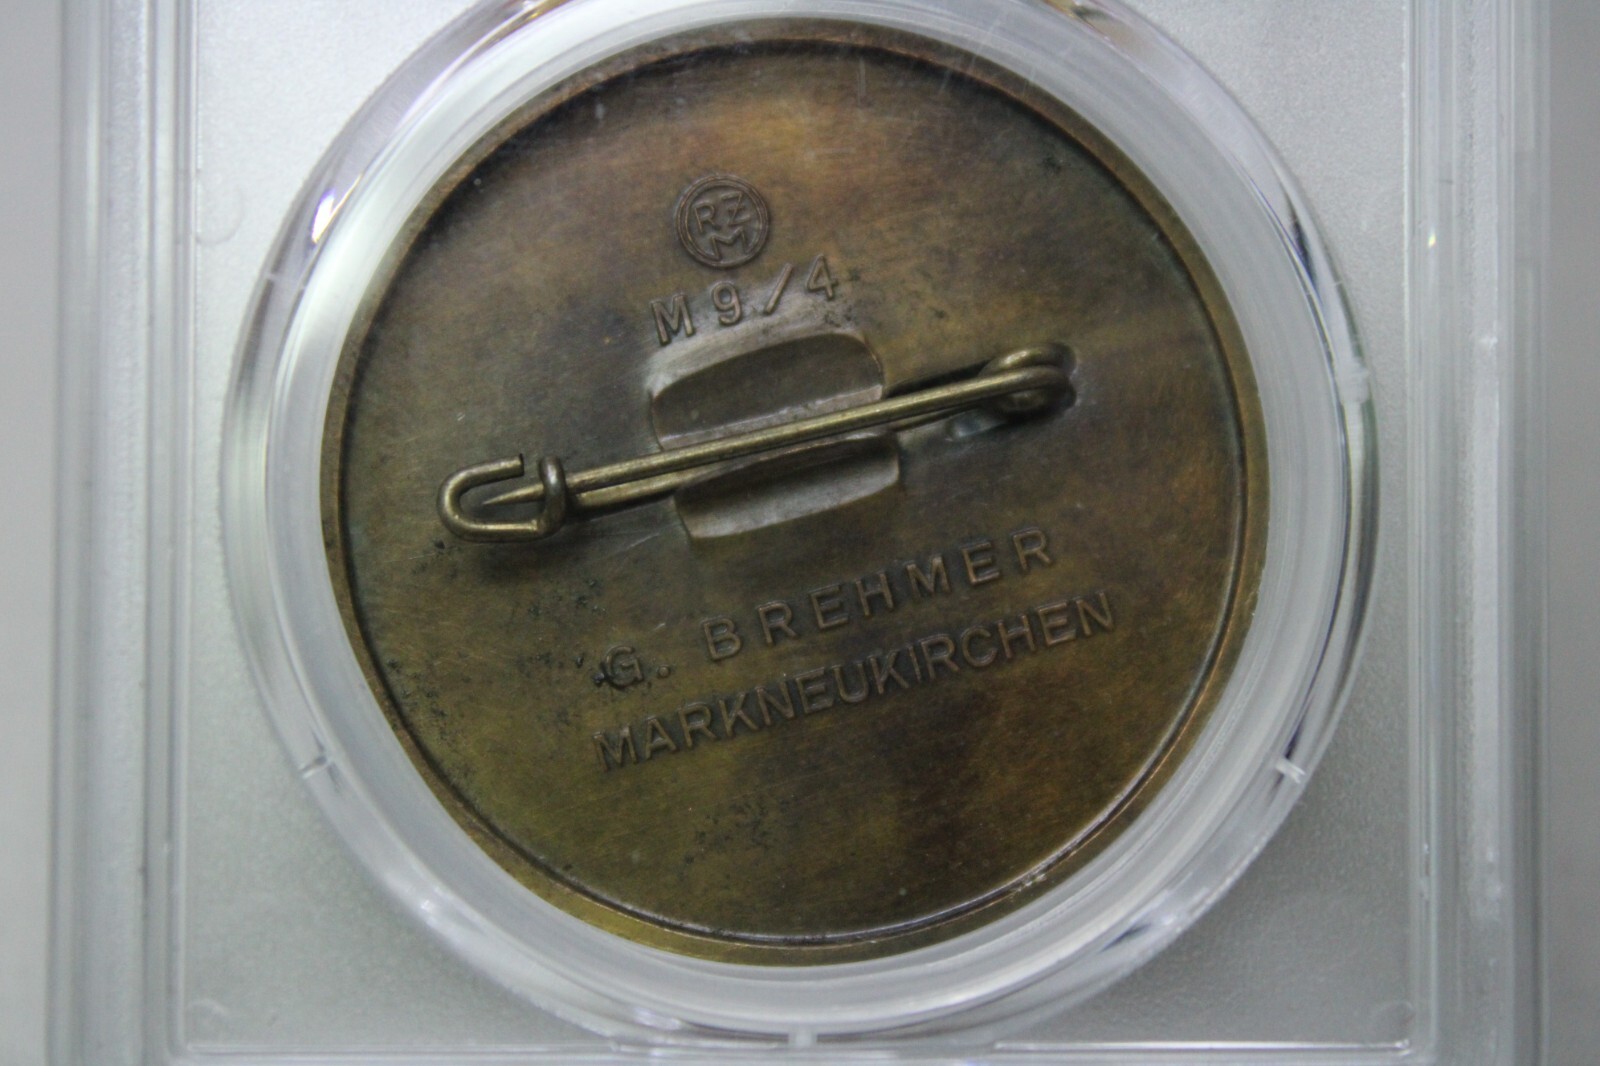 RZM
M 9/4
G. BREHMER
MARKNEUKIRCHEN